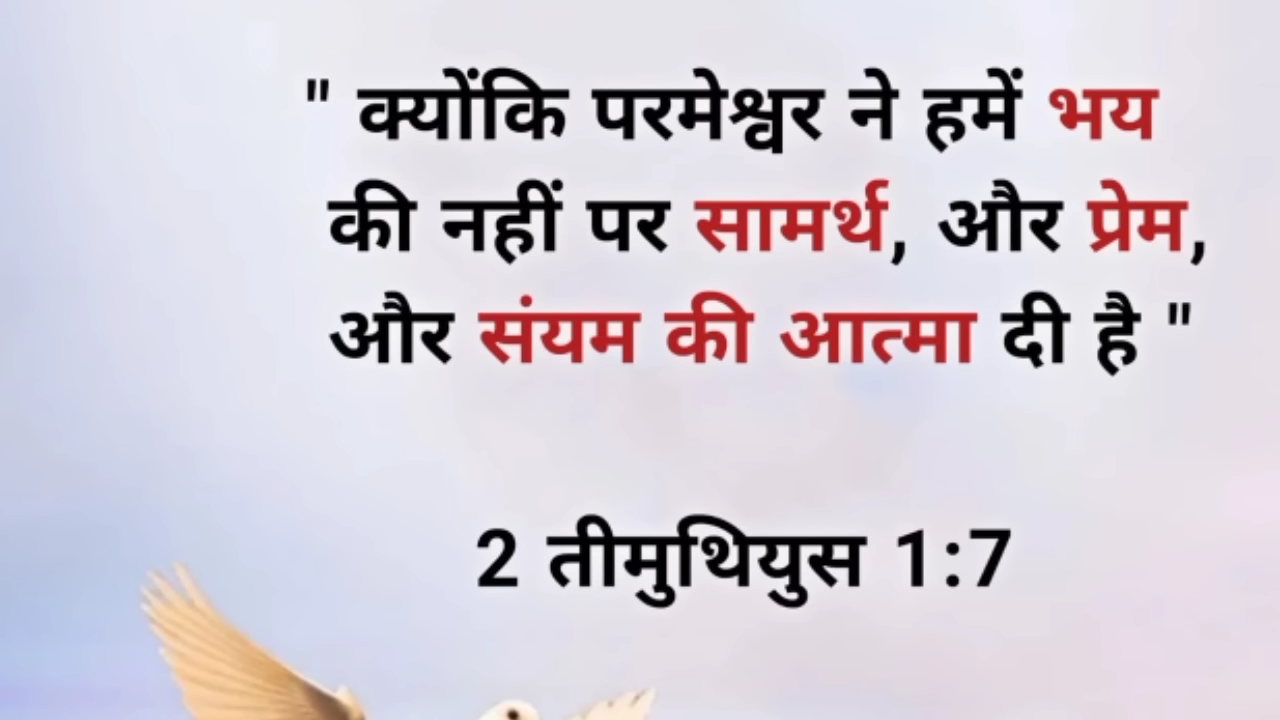 " क्योंकि परमेश्वर ने हमें भय
की नहीं पर सामर्थ, और प्रेम,
और संयम की आत्मा दी है "
2 तीमुथियुस 1:7